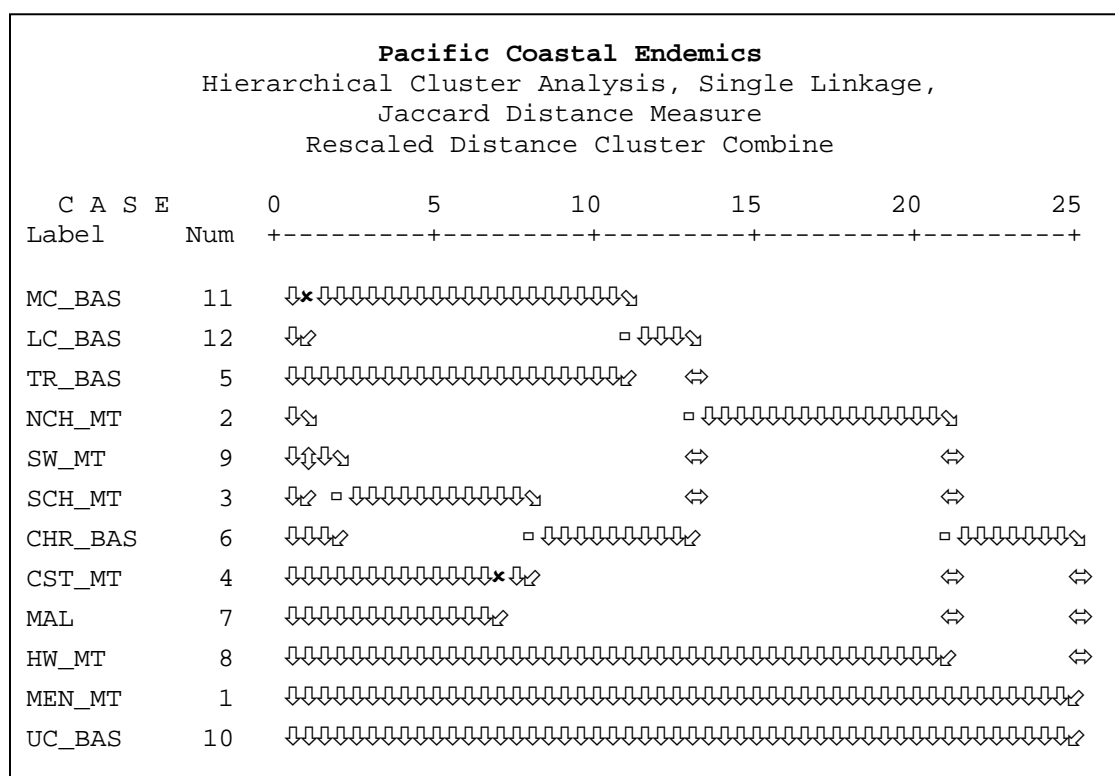 Pacific Coastal Endemics
Hierarchical Cluster Analysis, Single Linkage,
Jaccard Distance Measure
Rescaled Distance Cluster Combine
C A S E 0 5 10 15 20 25
Label Num +---------+---------+---------+---------+---------+
MC_BAS 11
LC_BAS 12
TR_BAS 5
NCH_MT 2
SW_MT 9
SCH_MT 3
CHR_BAS 6
CST_MT 4
MAL 7
HW_MT 8
MEN_MT 1
UC_BAS 10